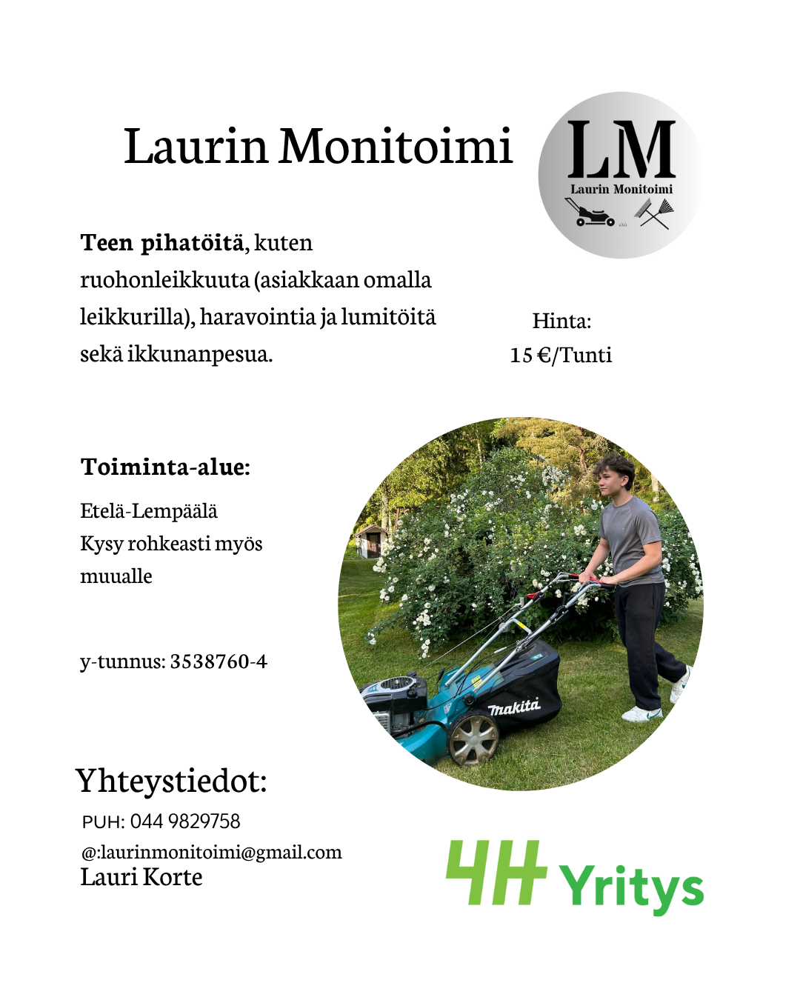 Laurin Monitoimi
LM
Laurin Monitoimi
Teen pihatöitä, kuten
ruohonleikkuuta (asiakkaan omalla
leikkurilla), haravointia ja lumitöitä
sekä ikkunanpesua.
Hinta:
15 €/Tunti
Toiminta-alue:
Etelä-Lempäälä
Kysy rohkeasti myös
muualle
y-tunnus: 3538760-4
makita
Yhteystiedot:
PUH: 044 9829758
@:laurinmonitoimi@gmail.com
Lauri Korte
4H Yritys